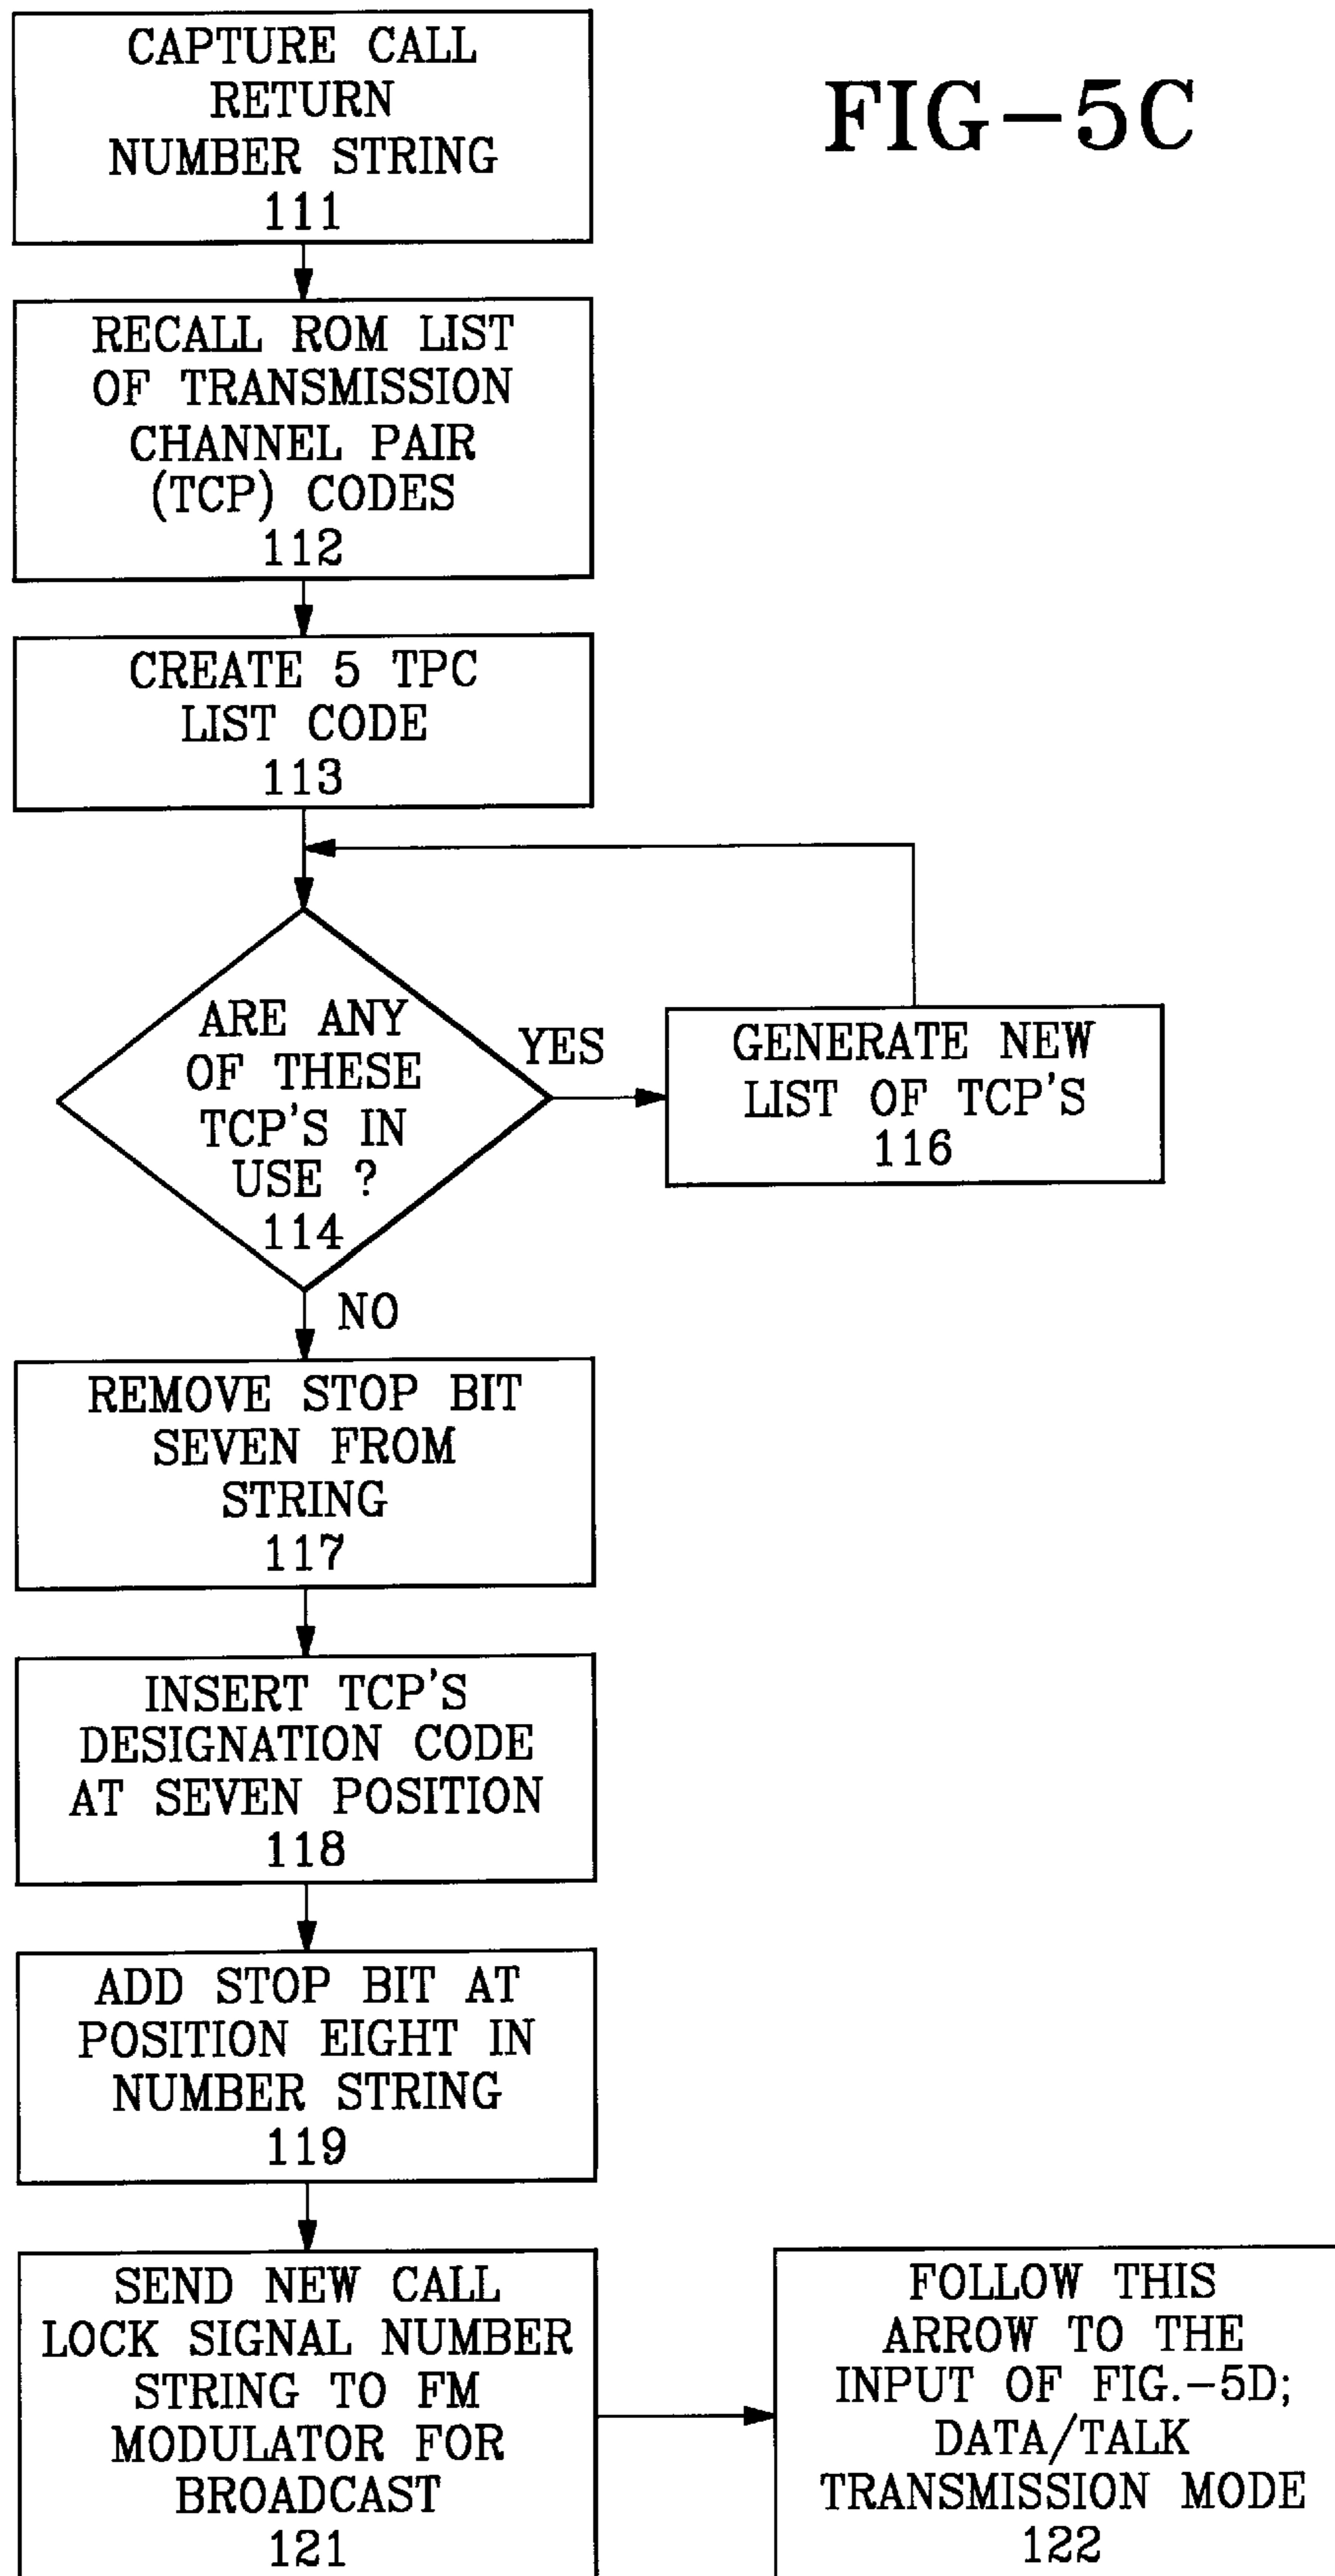 FIG-5C
CAPTURE CALL
RETURN
NUMBER STRING
111
RECALL ROM LIST
OF TRANSMISSION
CHANNEL PAIR
(TCP) CODES
112
CREATE 5 TPC
LIST CODE
113
ARE ANY
OF THESE
TCP'S IN
USE ?
114
YES
GENERATE NEW
LIST OF TCP'S
116
NO
REMOVE STOP BIT
SEVEN FROM
STRING
117
INSERT TCP'S
DESIGNATION CODE
AT SEVEN POSITION
118
ADD STOP BIT AT
POSITION EIGHT IN
NUMBER STRING
119
SEND NEW CALL
LOCK SIGNAL NUMBER
STRING TO FM
MODULATOR FOR
BROADCAST
121
FOLLOW THIS
ARROW TO THE
INPUT OF FIG.-5D;
DATA/TALK
TRANSMISSION MODE
122